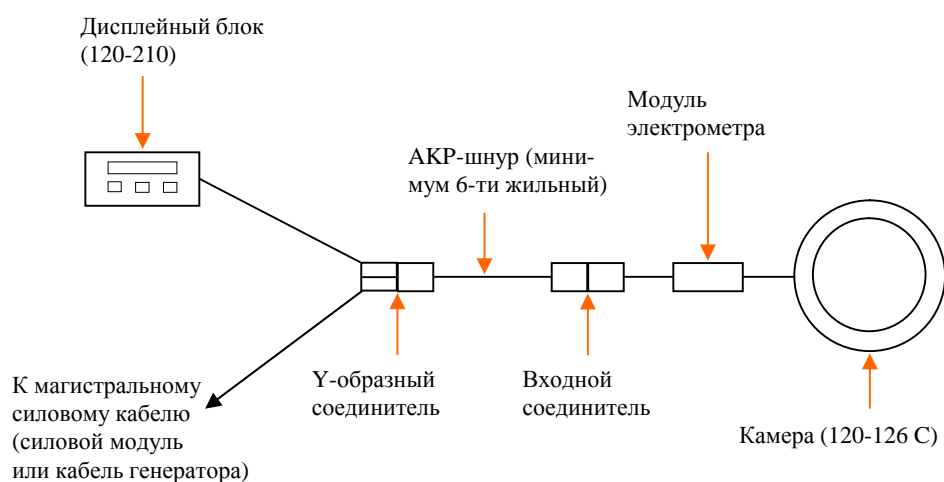 Дисплейный блок
(120-210)
Модуль
электрометра
АКР-шнур (мини-
мум 6-ти жильный)
К магистральному
силовому кабелю
(силовой модуль
или кабель генератора)
Y-образный
соединитель
Входной
соединитель
Камера (120-126 С)